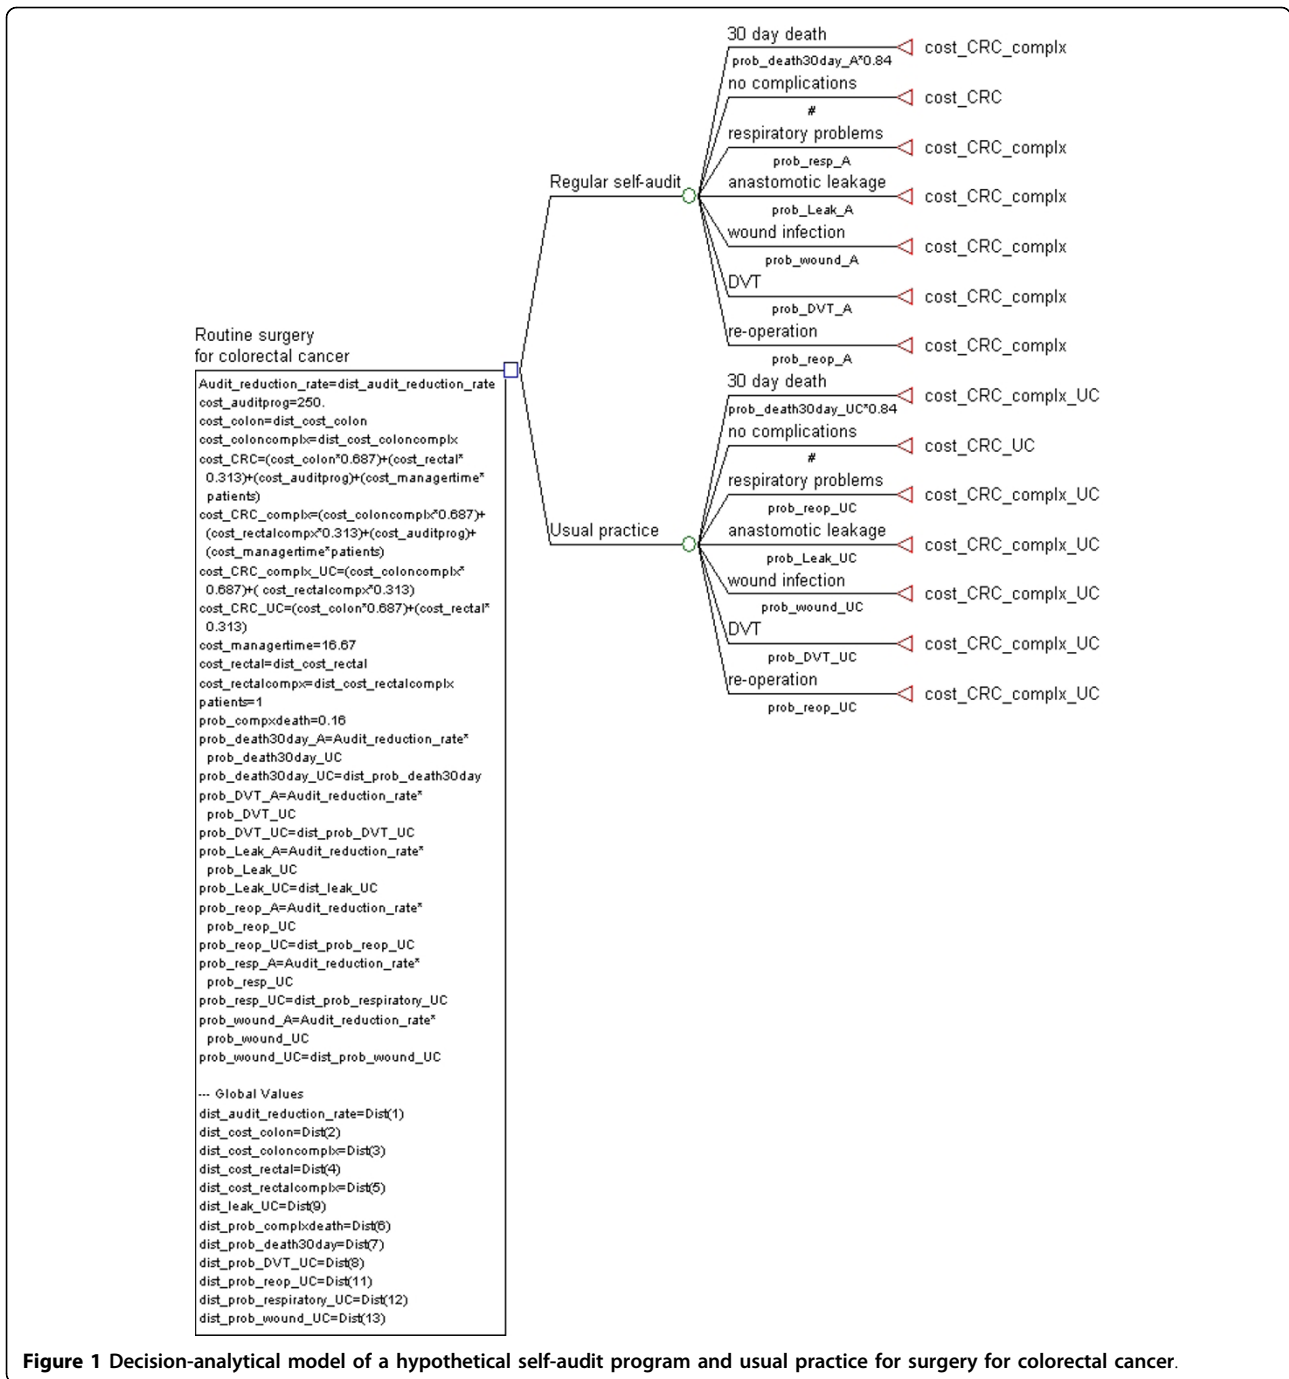 30 day death
prob_death30day_A*0.84
cost_CRC_complx
no complications
#
cost_CRC
respiratory problems
prob_resp_A
cost_CRC_complx
Regular self-audit
anastomotic leakage
prob_Leak_A
cost_CRC_complx
wound infection
prob_wound_A
cost_CRC_complx
DVT
prob_DVT_A
cost_CRC_complx
re-operation
prob_reop_A
cost_CRC_complx
Routine surgery
for colorectal cancer
Audit_reduction_rate=dist_audit_reduction_rate
cost_auditprog=250.
cost_colon=dist_cost_colon
cost_coloncomplx=dist_cost_coloncomplx
cost_CRC=(cost_colon*0.687)+(cost_rectal*
0.313)+(cost_auditprog)+(cost_managertime*
patients)
cost_CRC_complx=(cost_coloncomplx*0.687)+
(cost_rectalcompx*0.313)+(cost_auditprog)+
(cost_managertime*patients)
cost_CRC_complx_UC=(cost_coloncomplx*
0.687)+( cost_rectalcompx*0.313)
cost_CRC_UC=(cost_colon*0.687)+(cost_rectal*
0.313)
cost_managertime=16.67
cost_rectal=dist_cost_rectal
cost_rectalcompx=dist_cost_rectalcomplx
patients=1
prob_compxdeath=0.16
prob_death30day_A=Audit_reduction_rate*
prob_death30day_UC
prob_death30day_UC=dist_prob_death30day
prob_DVT_A=Audit_reduction_rate*
prob_DVT_UC
prob_DVT_UC=dist_prob_DVT_UC
prob_Leak_A=Audit_reduction_rate*
prob_Leak_UC
prob_Leak_UC=dist_leak_UC
prob_reop_A=Audit_reduction_rate*
prob_reop_UC
prob_reop_UC=dist_prob_reop_UC
prob_resp_A=Audit_reduction_rate*
prob_resp_UC
prob_resp_UC=dist_prob_respiratory_UC
prob_wound_A=Audit_reduction_rate*
prob_wound_UC
prob_wound_UC=dist_prob_wound_UC
--- Global Values
dist_audit_reduction_rate=Dist(1)
dist_cost_colon=Dist(2)
dist_cost_coloncomplx=Dist(3)
dist_cost_rectal=Dist(4)
dist_cost_rectalcomplx=Dist(5)
dist_leak_UC=Dist(9)
dist_prob_complxdeath=Dist(6)
dist_prob_death30day=Dist(7)
dist_prob_DVT_UC=Dist(8)
dist_prob_reop_UC=Dist(11)
dist_prob_respiratory_UC=Dist(12)
dist_prob_wound_UC=Dist(13)
30 day death
prob_death30day_UC*0.84
cost_CRC_complx_UC
no complications
#
cost_CRC_UC
respiratory problems
prob_reop_UC
cost_CRC_complx_UC
Usual practice
anastomotic leakage
prob_Leak_UC
cost_CRC_complx_UC
wound infection
prob_wound_UC
cost_CRC_complx_UC
DVT
prob_DVT_UC
cost_CRC_complx_UC
re-operation
prob_reop_UC
cost_CRC_complx_UC
Figure 1 Decision-analytical model of a hypothetical self-audit program and usual practice for surgery for colorectal cancer.